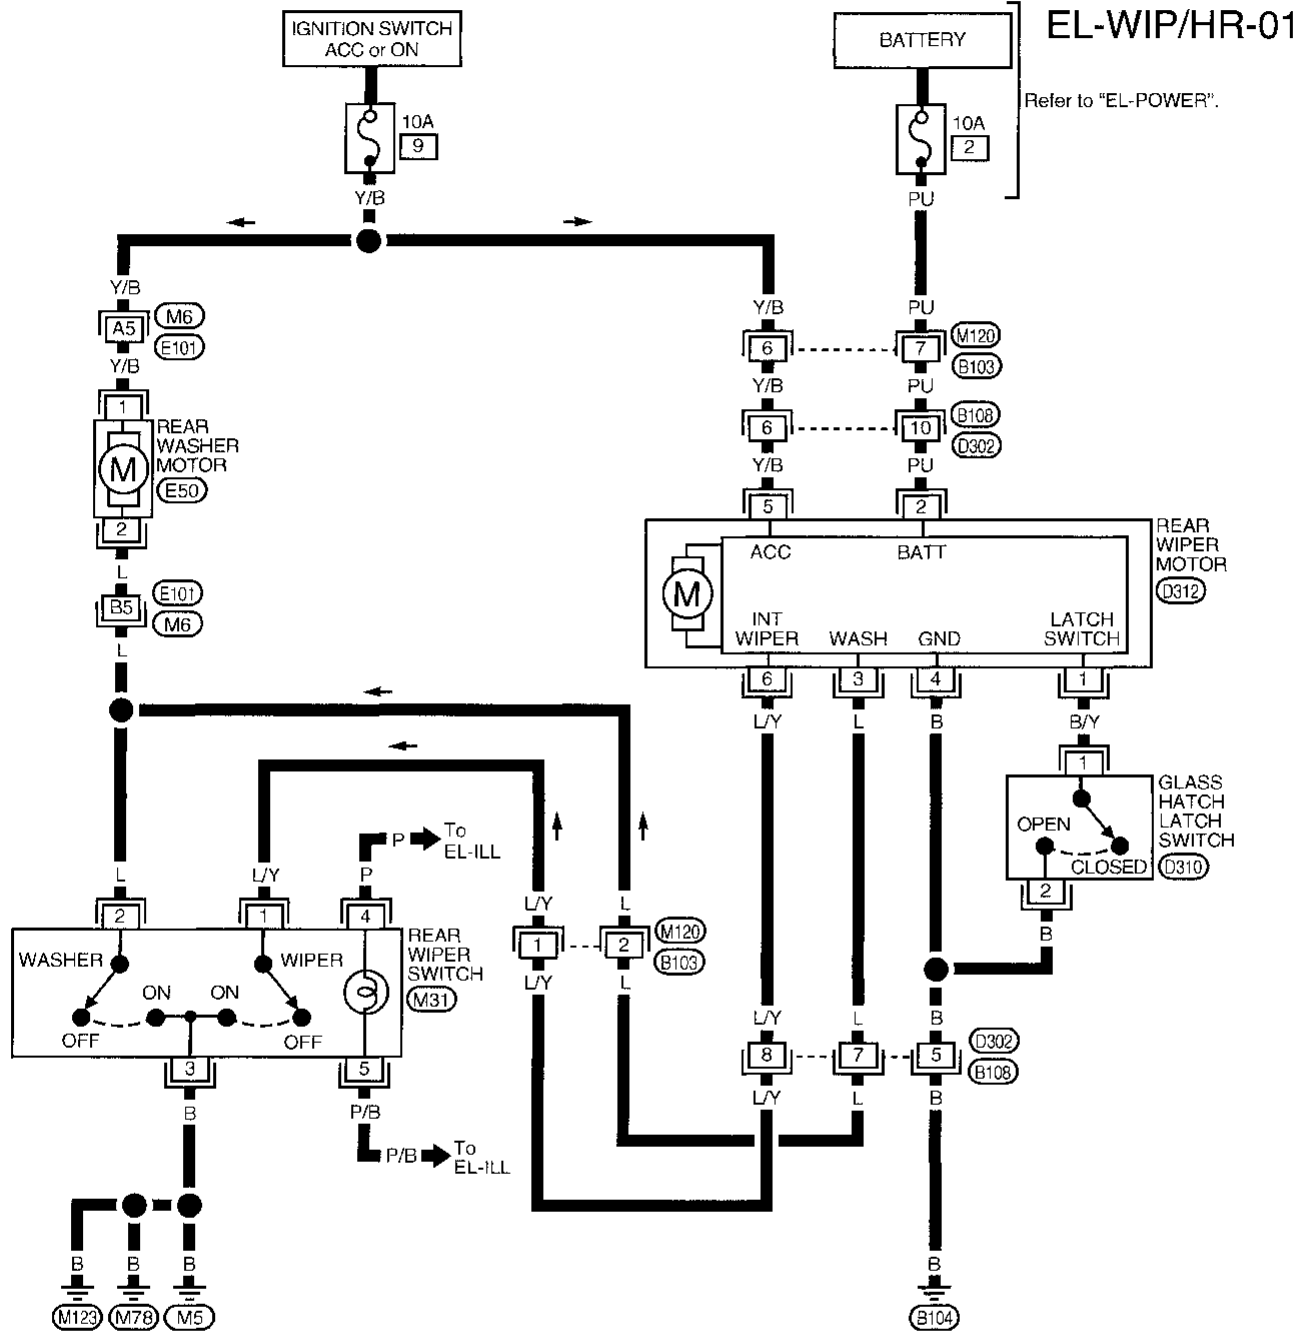 EL-WIP/HR-01
IGNITION SWITCH
ACC or ON
BATTERY
Refer to "EL-POWER".
10A
9
10A
2
Y/B
PU
Y/B
Y/B
PU
A5
M6
E101
6
7
M120
B103
Y/B
Y/B
PU
1
6
10
B108
D302
REAR
WASHER
MOTOR
E50
M
Y/B
PU
2
5
2
REAR
WIPER
MOTOR
D312
ACC
BATT
M
INT
WIPER
WASH
GND
LATCH
SWITCH
L
B5
E101
M6
L
6
3
4
1
L/Y
L
B
B/Y
1
GLASS
HATCH
LATCH
SWITCH
D310
OPEN
CLOSED
2
B
P
To
EL-ILL
L
L/Y
P
L/Y
L
2
1
4
1
2
M120
B103
REAR
WIPER
SWITCH
M31
WASHER
WIPER
ON
ON
OFF
OFF
L/Y
L
L/Y
L
B
3
5
8
7
5
D302
B108
B
P/B
L/Y
L
B
P/B
To
EL-ILL
B
B
B
B
M123
M78
M5
B104